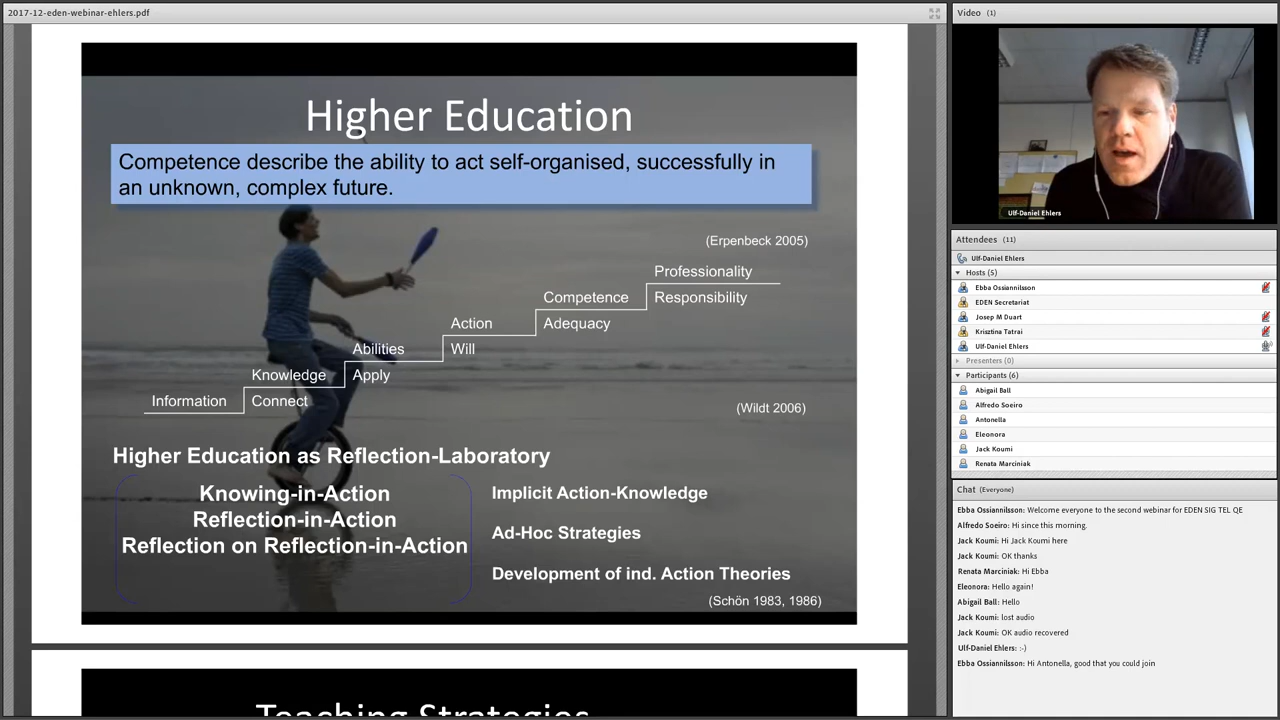 2017-12-eden-webinar-ehlers.pdf
Higher Education
Competence describe the ability to act self-organised, successfully in
an unknown, complex future.
(Erpenbeck 2005)
Professionality
Competence
Responsibility
Action
Adequacy
Abilities
Will
Knowledge
Apply
Information
Connect
(Wildt 2006)
Higher Education as Reflection-Laboratory
Knowing-in-Action
Implicit Action-Knowledge
Reflection-in-Action
Ad-Hoc Strategies
Reflection on Reflection-in-Action
Development of ind. Action Theories
(Schön 1983, 1986)
Teaching Strategies
Video (1)
Ulf-Daniel Ehlers
Attendees (11)
Ulf-Daniel Ehlers
Hosts (5)
Ebba Ossiannilsson
EDEN Secretariat
Josep M Duart
Krisztina Tatrai
Ulf-Daniel Ehlers
Presenters (0)
Participants (6)
Abigail Ball
Alfredo Soeiro
Antonella
Eleonora
Jack Koumi
Renata Marciniak
Chat (Everyone)
Ebba Ossiannilsson: Welcome everyone to the second webinar for EDEN SIG TEL QE
Alfredo Soeiro: Hi since this morning.
Jack Koumi: Hi Jack Koumi here
Jack Koumi: OK thanks
Renata Marciniak: Hi Ebba
Eleonora: Hello again!
Abigail Ball: Hello
Jack Koumi: lost audio
Jack Koumi: OK audio recovered
Ulf-Daniel Ehlers: :-)
Ebba Ossiannilsson: Hi Antonella, good that you could join